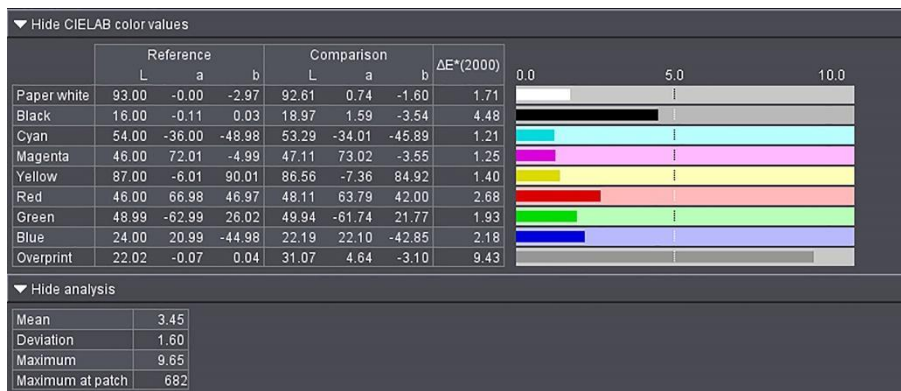 Hide CIELAB color values
Reference Comparison ΔE*(2000)
L a b L a b 0.0 5.0 10.0
Paper white 93.00 -0.00 -2.97 92.61 0.74 -1.60 1.71
Black 16.00 -0.11 0.03 18.97 1.59 -3.54 4.48
Cyan 54.00 -36.00 -48.98 53.29 -34.01 -45.89 1.21
Magenta 46.00 72.01 -4.99 47.11 73.02 -3.55 1.25
Yellow 87.00 -6.01 90.01 86.56 -7.36 84.92 1.40
Red 46.00 66.98 46.97 48.11 63.79 42.00 2.68
Green 48.99 -62.99 26.02 49.94 -61.74 21.77 1.93
Blue 24.00 20.99 -44.98 22.19 22.10 -42.85 2.18
Overprint 22.02 -0.07 0.04 31.07 4.64 -3.10 9.43
Hide analysis
Mean 3.45
Deviation 1.60
Maximum 9.65
Maximum at patch 682